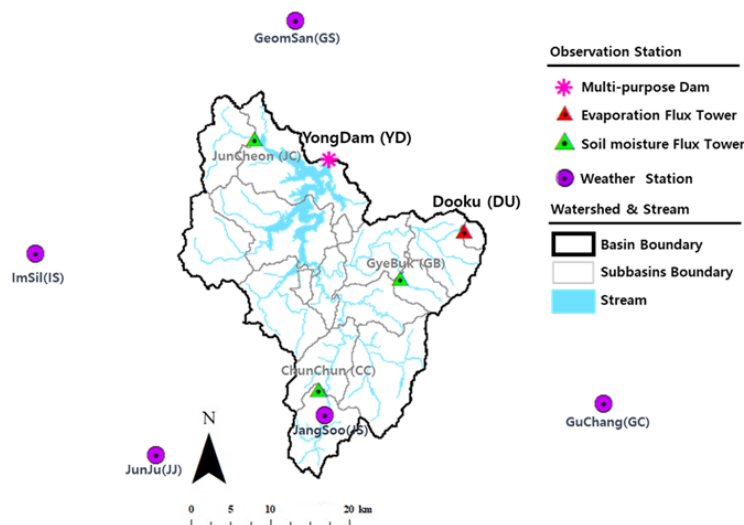 GeomSan(GS)
YongDam (YD)
JunCheon (JC)
Dooku (DU)
GyeBuk (GB)
ImSil(IS)
ChunChun (CC)
JangSoo(JS)
GuChang(GC)
JunJu(JJ)
N
0 5 10 20 km
Observation Station
Multi-purpose Dam
Evaporation Flux Tower
Soil moisture Flux Tower
Weather Station
Watershed & Stream
Basin Boundary
Subbasins Boundary
Stream